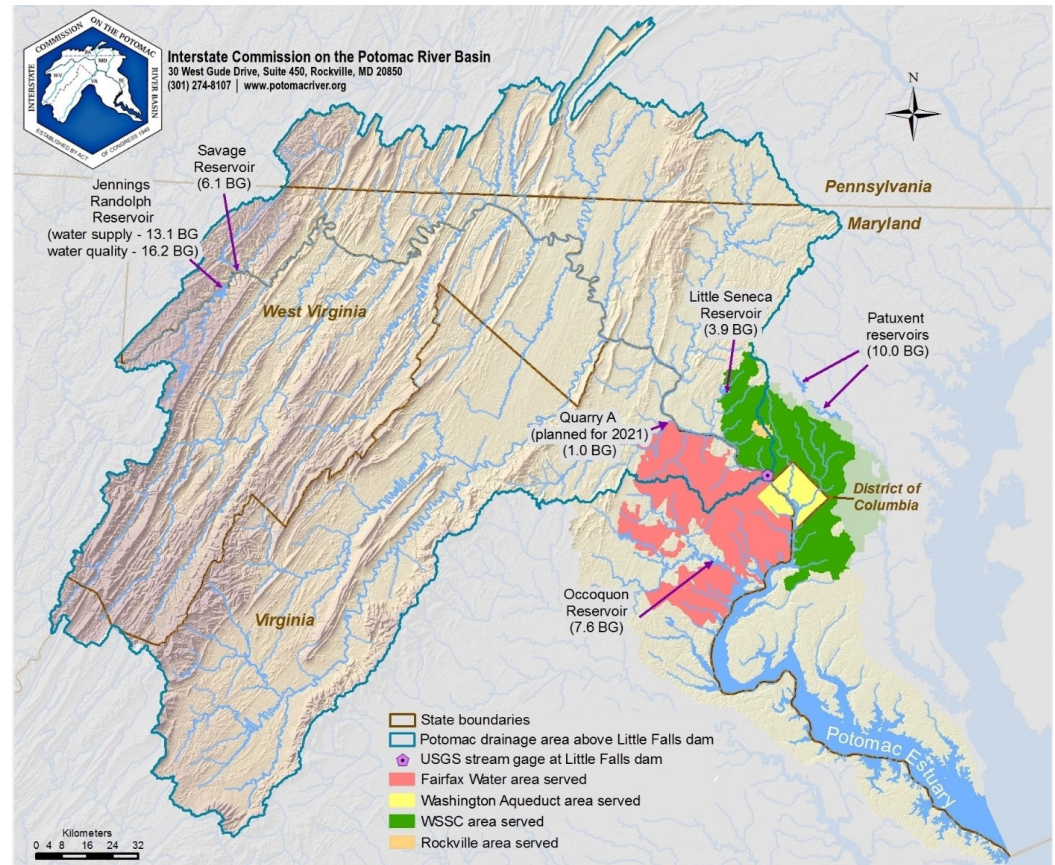 INTERSTATE COMMISSION ON THE POTOMAC RIVER BASIN
PA
MD
WV
VA
DC
ESTABLISHED BY ACT OF CONGRESS 1940
Interstate Commission on the Potomac River Basin
30 West Gude Drive, Suite 450, Rockville, MD 20850
(301) 274-8107 | www.potomacriver.org
N
Savage
Reservoir
(6.1 BG)
Jennings
Randolph
Reservoir
(water supply - 13.1 BG
water quality - 16.2 BG)
Pennsylvania
Maryland
West Virginia
Little Seneca
Reservoir
(3.9 BG)
Patuxent
reservoirs
(10.0 BG)
Quarry A
(planned for 2021)
(1.0 BG)
District of
Columbia
Occoquon
Reservoir
(7.6 BG)
Virginia
Potomac Estuary
State boundaries
Potomac drainage area above Little Falls dam
USGS stream gage at Little Falls dam
Fairfax Water area served
Washington Aqueduct area served
WSSC area served
Rockville area served
Kilometers
0 4 8 16 24 32